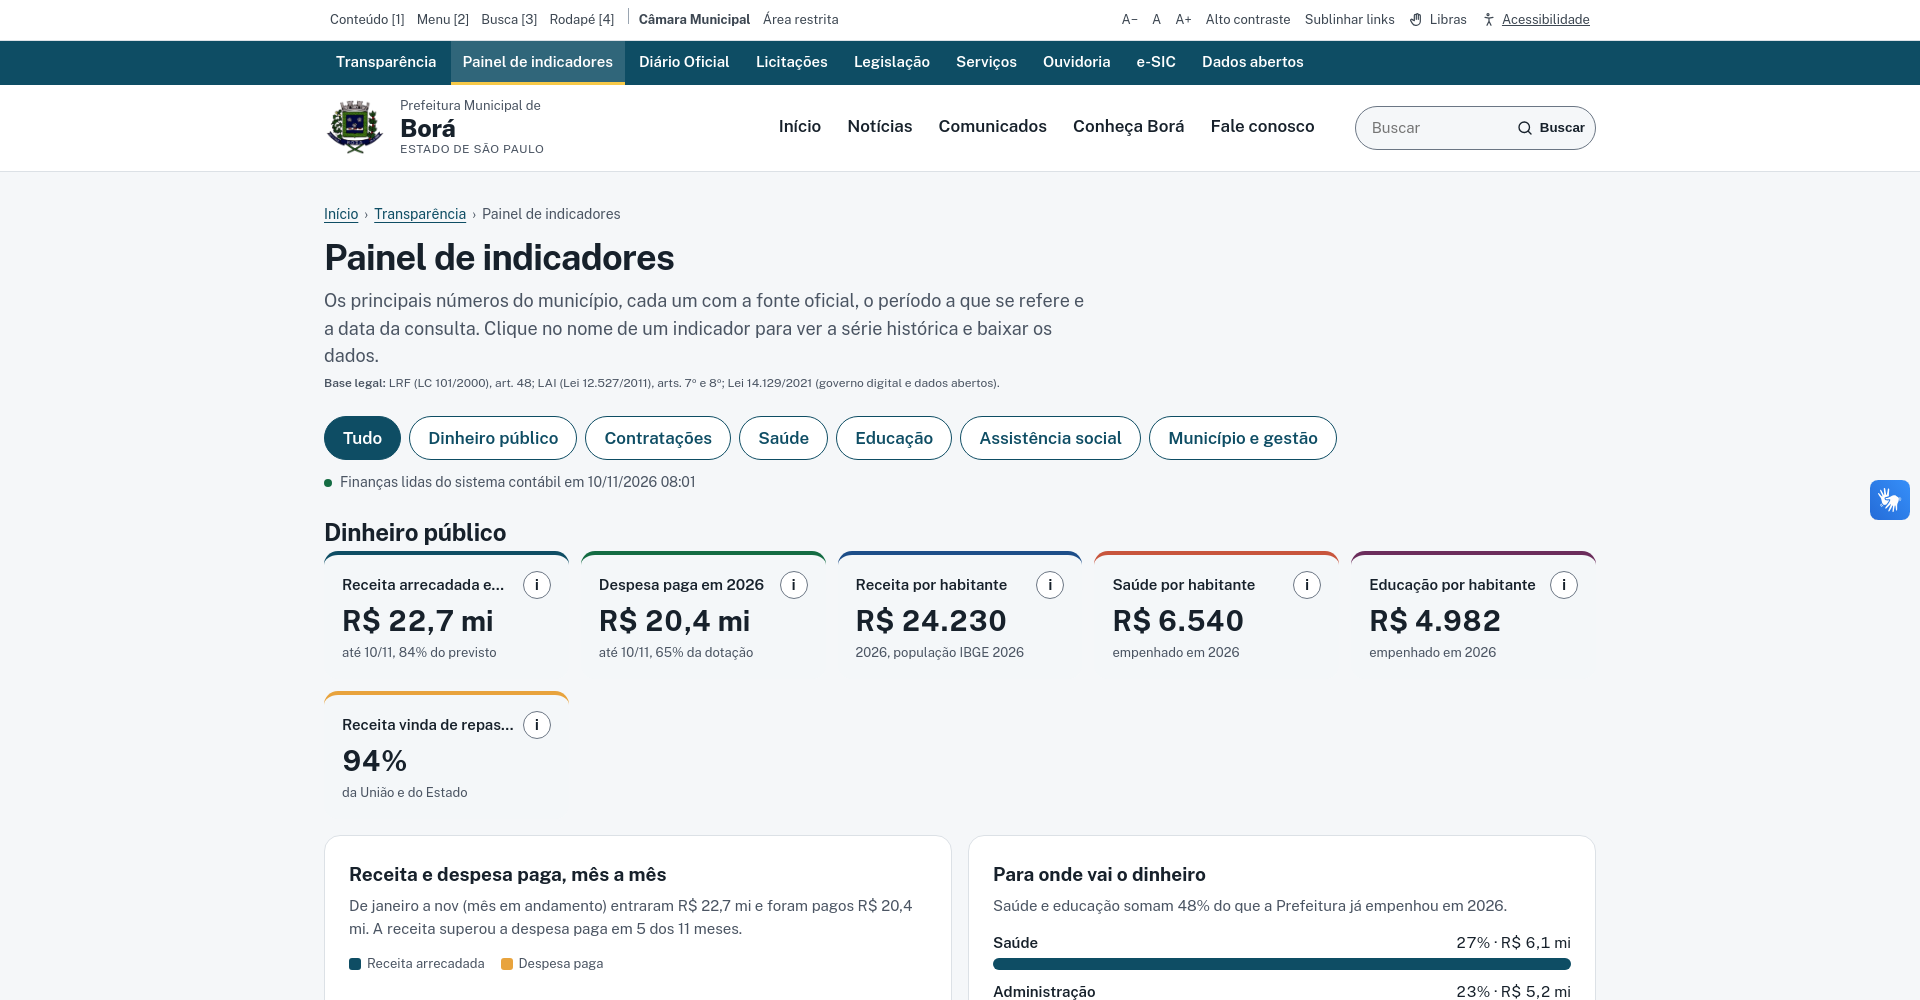 Conteúdo [1] Menu [2] Busca [3] Rodapé [4] Câmara Municipal Área restrita A− A A+ Alto contraste Sublinhar links Libras Acessibilidade
Transparência Painel de indicadores Diário Oficial Licitações Legislação Serviços Ouvidoria e-SIC Dados abertos
Prefeitura Municipal de
Borá
ESTADO DE SÃO PAULO
Início Notícias Comunicados Conheça Borá Fale conosco Buscar Buscar
Início › Transparência › Painel de indicadores
Painel de indicadores
Os principais números do município, cada um com a fonte oficial, o período a que se refere e
a data da consulta. Clique no nome de um indicador para ver a série histórica e baixar os
dados.
Base legal: LRF (LC 101/2000), art. 48; LAI (Lei 12.527/2011), arts. 7º e 8º; Lei 14.129/2021 (governo digital e dados abertos).
Tudo Dinheiro público Contratações Saúde Educação Assistência social Município e gestão
Finanças lidas do sistema contábil em 10/11/2026 08:01
Dinheiro público
Receita arrecadada e... i
R$ 22,7 mi
até 10/11, 84% do previsto
Despesa paga em 2026 i
R$ 20,4 mi
até 10/11, 65% da dotação
Receita por habitante i
R$ 24.230
2026, população IBGE 2026
Saúde por habitante i
R$ 6.540
empenhado em 2026
Educação por habitante i
R$ 4.982
empenhado em 2026
Receita vinda de repas... i
94%
da União e do Estado
Receita e despesa paga, mês a mês
De janeiro a nov (mês em andamento) entraram R$ 22,7 mi e foram pagos R$ 20,4
mi. A receita superou a despesa paga em 5 dos 11 meses.
Receita arrecadada Despesa paga
Para onde vai o dinheiro
Saúde e educação somam 48% do que a Prefeitura já empenhou em 2026.
Saúde 27% · R$ 6,1 mi
Administração 23% · R$ 5,2 mi